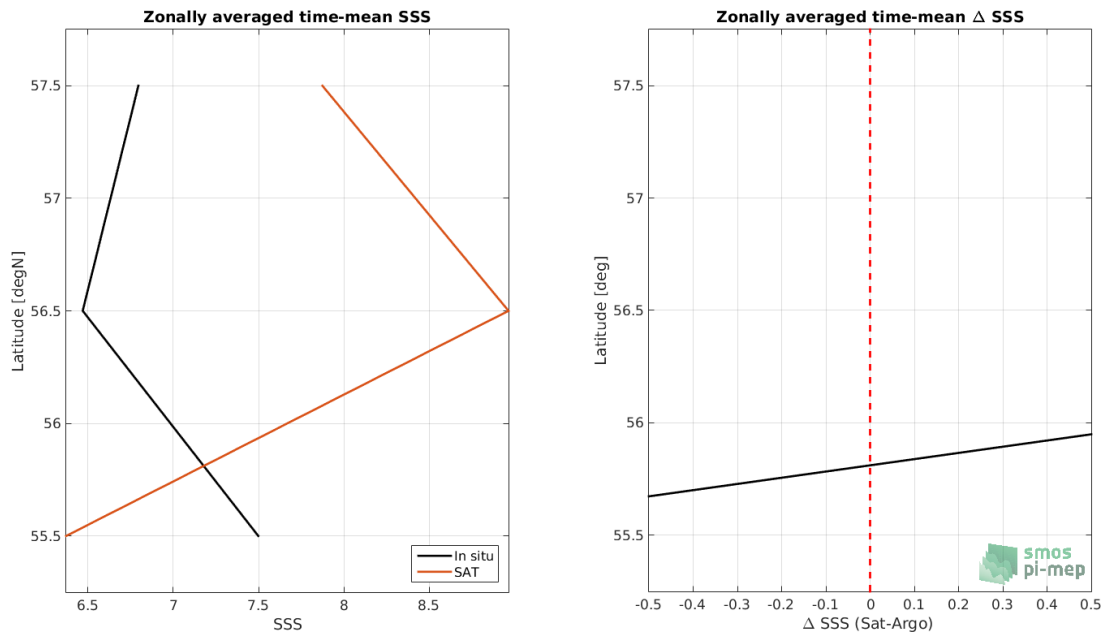 Zonally averaged time-mean SSS
57.5
57
56.5
56
55.5
Latitude [degN]
6.5 7 7.5 8 8.5
SSS
In situ
SAT
Zonally averaged time-mean Δ SSS
57.5
57
56.5
56
55.5
Latitude [deg]
-0.5 -0.4 -0.3 -0.2 -0.1 0 0.1 0.2 0.3 0.4 0.5
Δ SSS (Sat-Argo)
smos
pi-mep